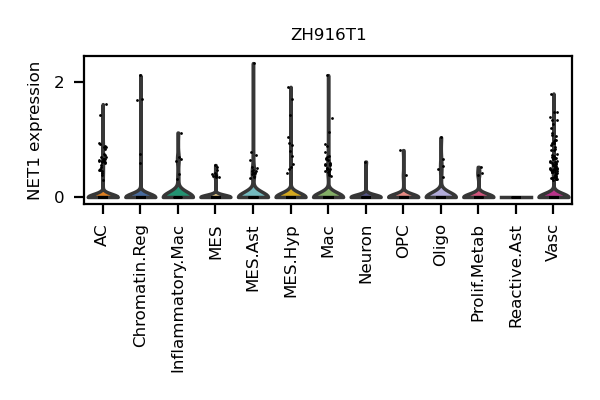 ZH916T1
NET1 expression
2
0
AC
Chromatin.Reg
Inflammatory.Mac
MES
MES.Ast
MES.Hyp
Mac
Neuron
OPC
Oligo
Prolif.Metab
Reactive.Ast
Vasc